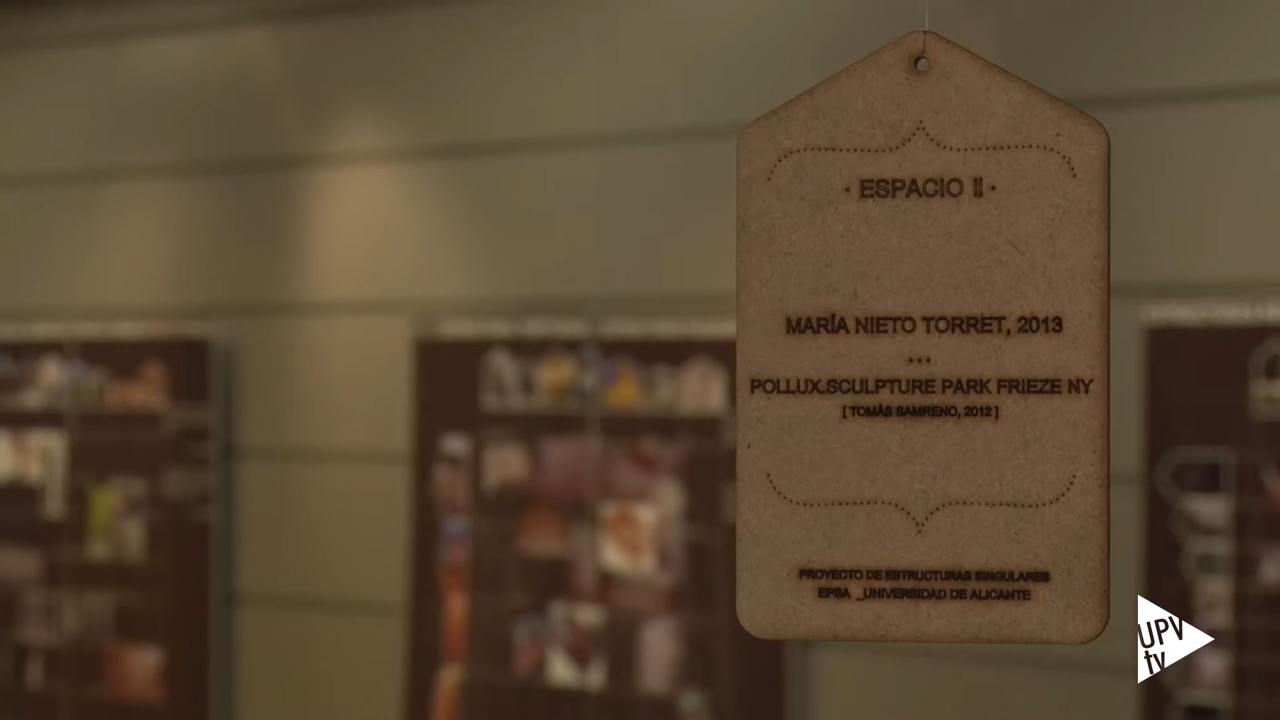 · ESPACIO II ·
MARÍA NIETO TORRET, 2013
...
POLLUX.SCULPTURE PARK FRIEZE NY
[ TOMÁS SAMRENO, 2012 ]
PROYECTO DE ESTRUCTURAS SINGULARES
EPSA _UNIVERSIDAD DE ALICANTE
UPV
tv